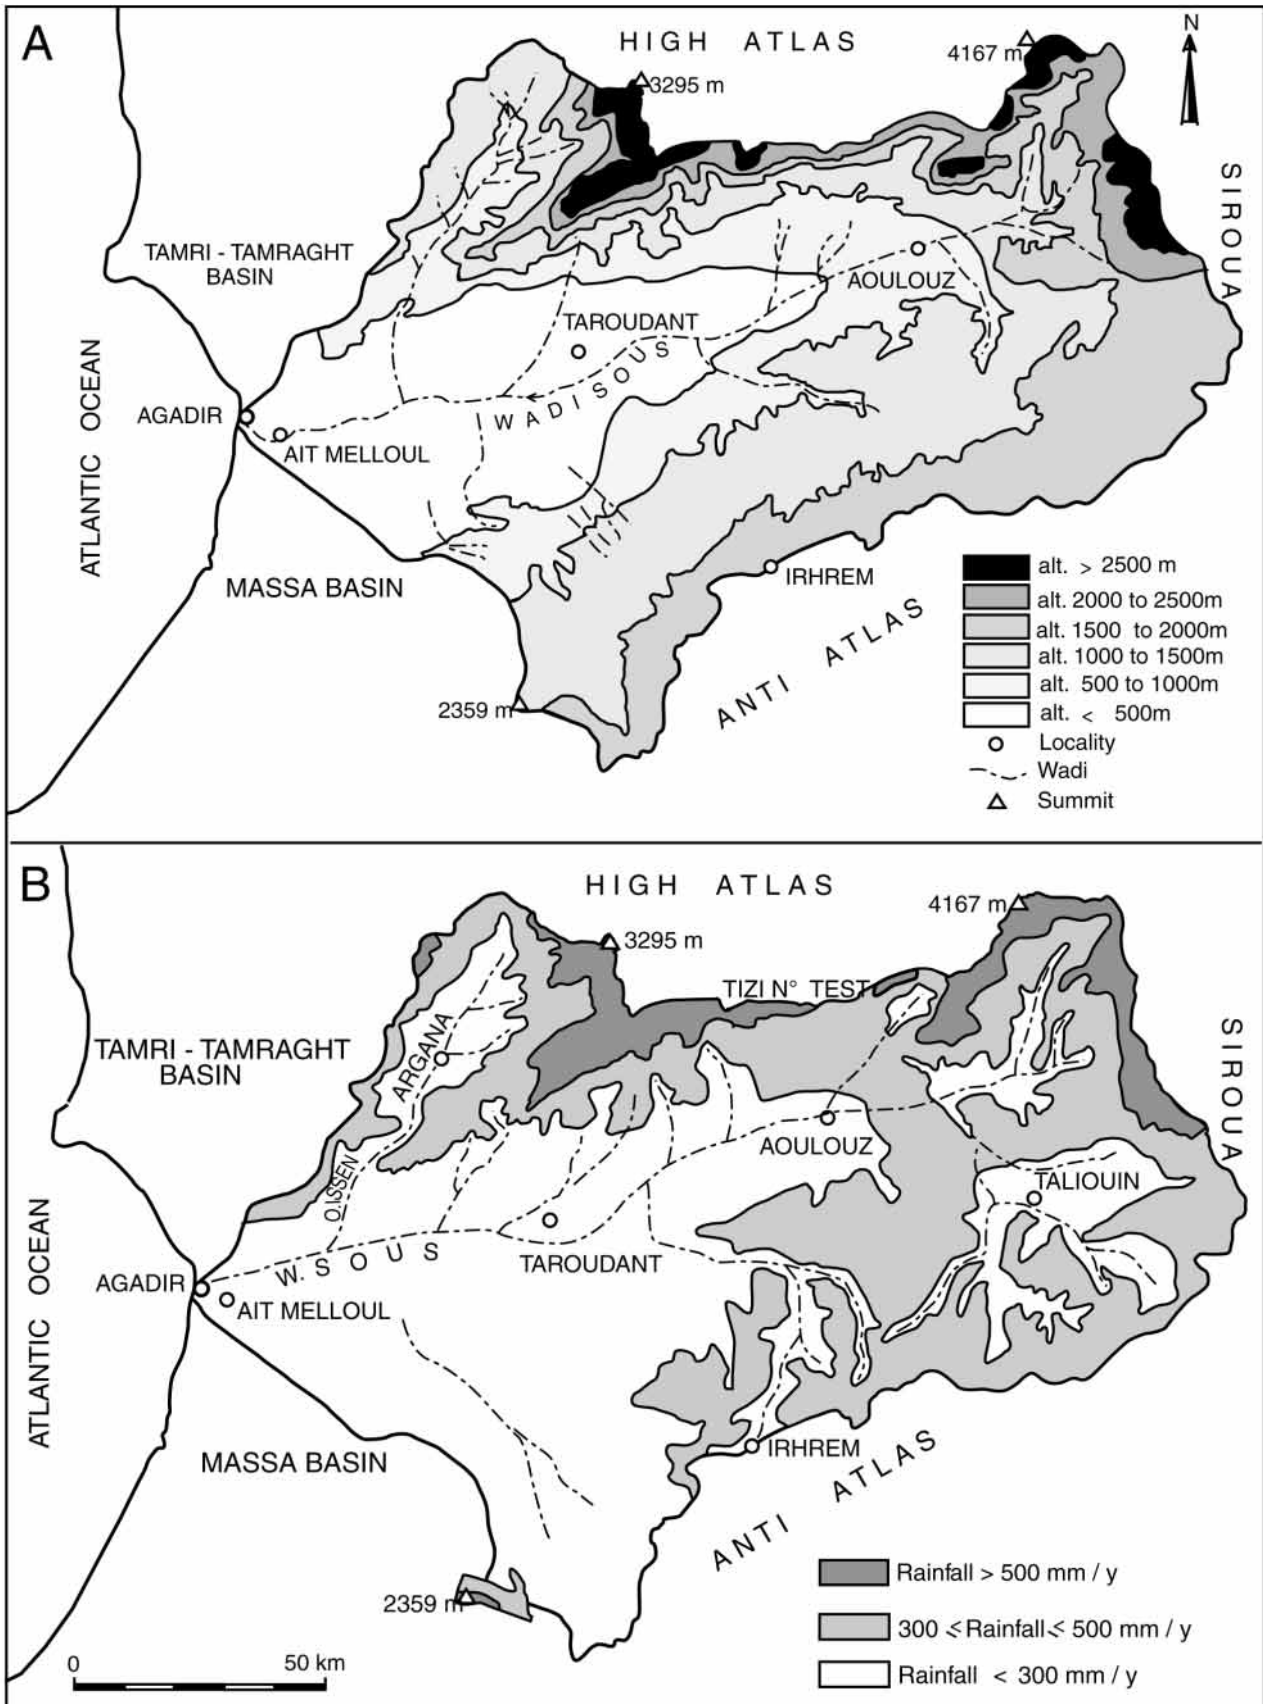 A
HIGH ATLAS
N
4167 m
3295 m
SIROUA
TAMRI - TAMRAGHT
BASIN
AOULOUZ
TAROUDANT
WADI SOUS
ATLANTIC OCEAN
AGADIR
AIT MELLOUL
MASSA BASIN
IRHREM
ANTI ATLAS
2359 m
alt. > 2500 m
alt. 2000 to 2500m
alt. 1500 to 2000m
alt. 1000 to 1500m
alt. 500 to 1000m
alt. < 500m
Locality
Wadi
Summit
B
HIGH ATLAS
4167 m
3295 m
TIZI N° TEST
SIROUA
TAMRI - TAMRAGHT
BASIN
ARGANA
AOULOUZ
O.ISSEN
TALIOUIN
ATLANTIC OCEAN
W. SOUS
TAROUDANT
AGADIR
AIT MELLOUL
MASSA BASIN
IRHREM
ANTI ATLAS
2359 m
Rainfall > 500 mm / y
300 ≤ Rainfall ≤ 500 mm / y
Rainfall < 300 mm / y
0 50 km